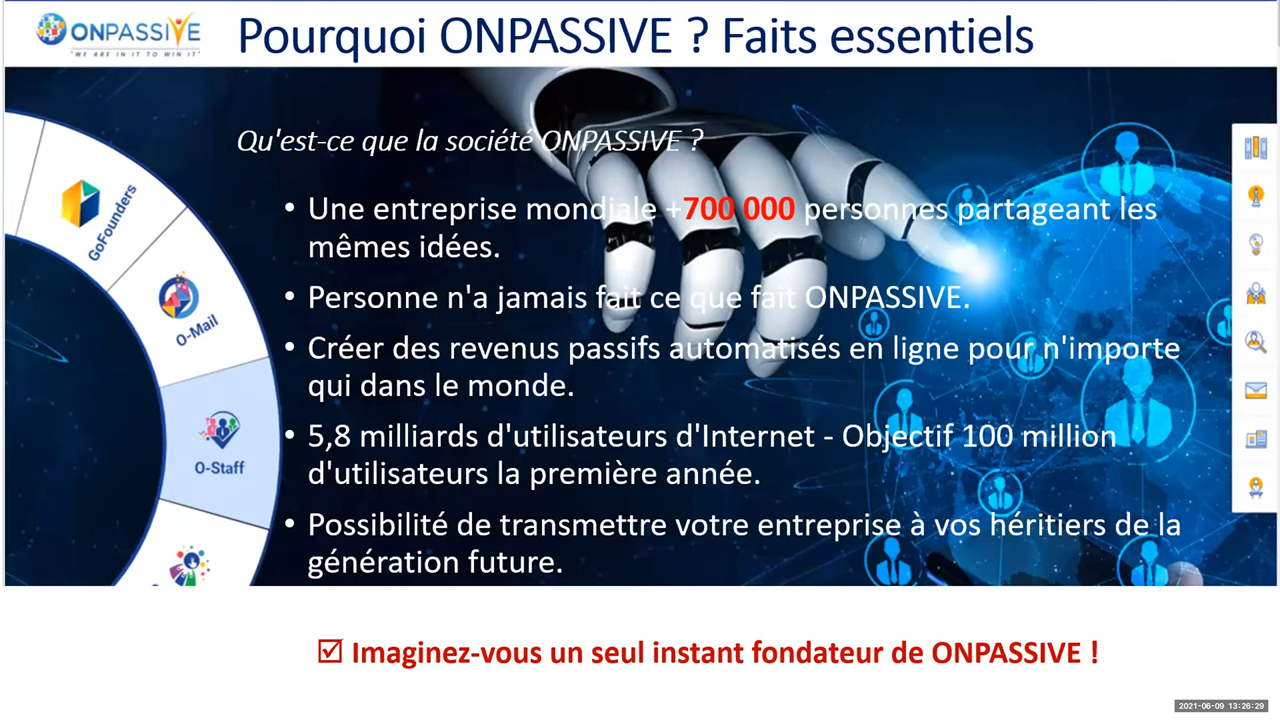 ONPASSIVE
"WE ARE IN IT TO WIN IT"
Pourquoi ONPASSIVE ? Faits essentiels
Qu'est-ce que la société ONPASSIVE ?
• Une entreprise mondiale +700 000 personnes partageant les
mêmes idées.
• Personne n'a jamais fait ce que fait ONPASSIVE.
• Créer des revenus passifs automatisés en ligne pour n'importe
qui dans le monde.
• 5,8 milliards d'utilisateurs d'Internet - Objectif 100 million
d'utilisateurs la première année.
• Possibilité de transmettre votre entreprise à vos héritiers de la
génération future.
GoFounders
O-Mail
O-Staff
☑ Imaginez-vous un seul instant fondateur de ONPASSIVE !
2021-06-09 13:26:29